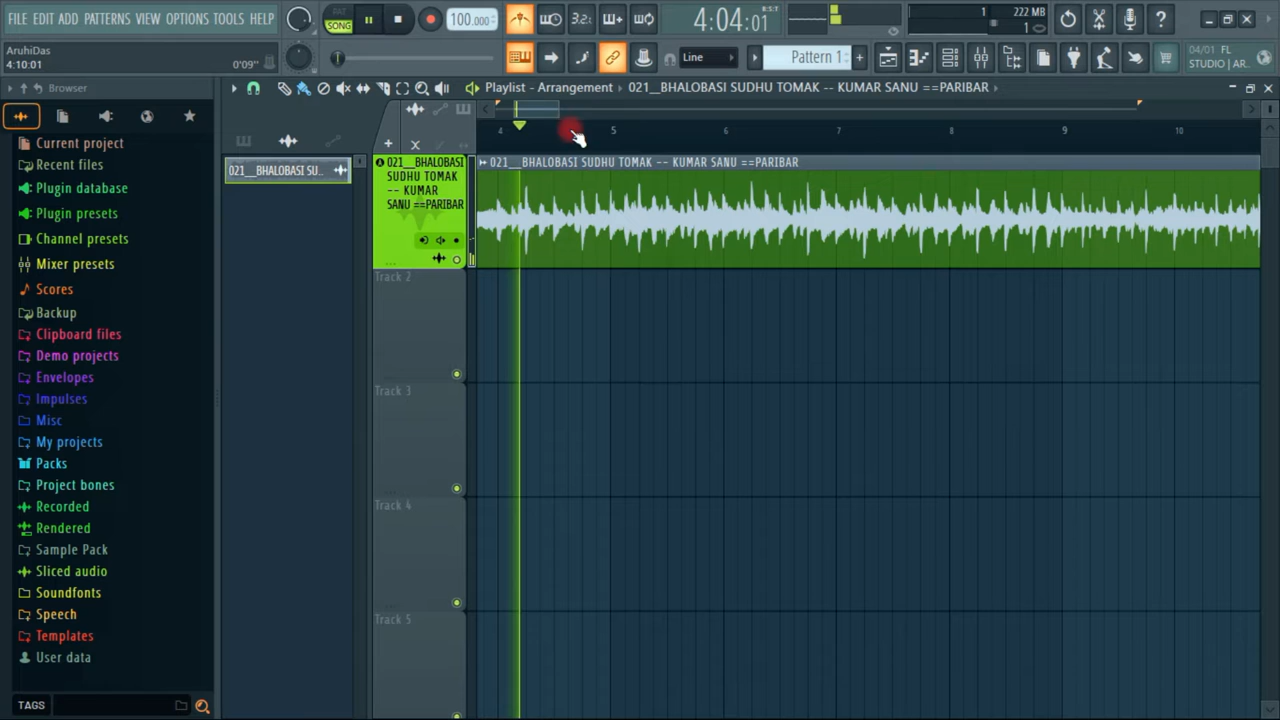 FILE EDIT ADD PATTERNS VIEW OPTIONS TOOLS HELP
PAT
SONG
100.000
3.2
4:04:01
B:S:T
1
222 MB
1
AruhiDas
4:10:01
0'09"
Line
Pattern 1
04/01 FL
STUDIO | AR..
Browser
Playlist - Arrangement
021__BHALOBASI SUDHU TOMAK -- KUMAR SANU ==PARIBAR
4
5
6
7
8
9
10
Current project
Recent files
Plugin database
Plugin presets
Channel presets
Mixer presets
Scores
Backup
Clipboard files
Demo projects
Envelopes
Impulses
Misc
My projects
Packs
Project bones
Recorded
Rendered
Sample Pack
Sliced audio
Soundfonts
Speech
Templates
User data
TAGS
021__BHALOBASI SU..
021__BHALOBASI
SUDHU TOMAK
-- KUMAR
SANU ==PARIBAR
021__BHALOBASI SUDHU TOMAK -- KUMAR SANU ==PARIBAR
Track 2
Track 3
Track 4
Track 5